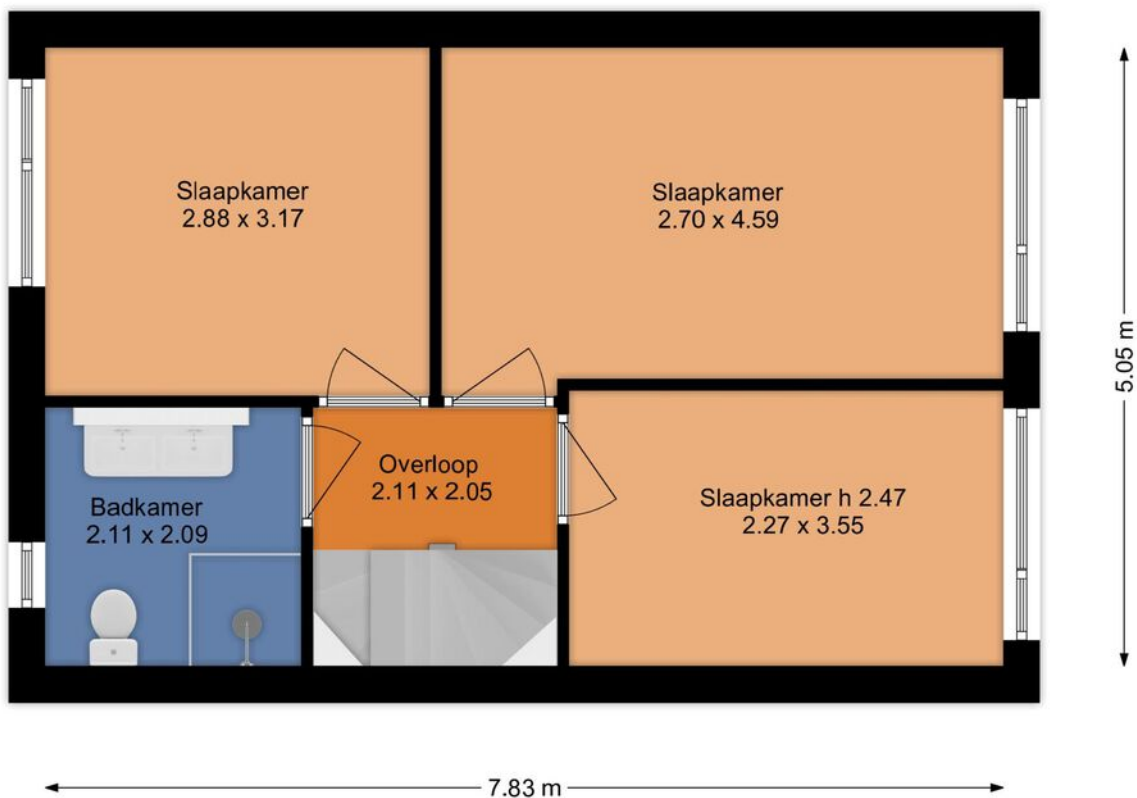 Slaapkamer
2.88 x 3.17
Slaapkamer
2.70 x 4.59
5.05 m
Overloop
2.11 x 2.05
Badkamer
2.11 x 2.09
Slaapkamer h 2.47
2.27 x 3.55
7.83 m